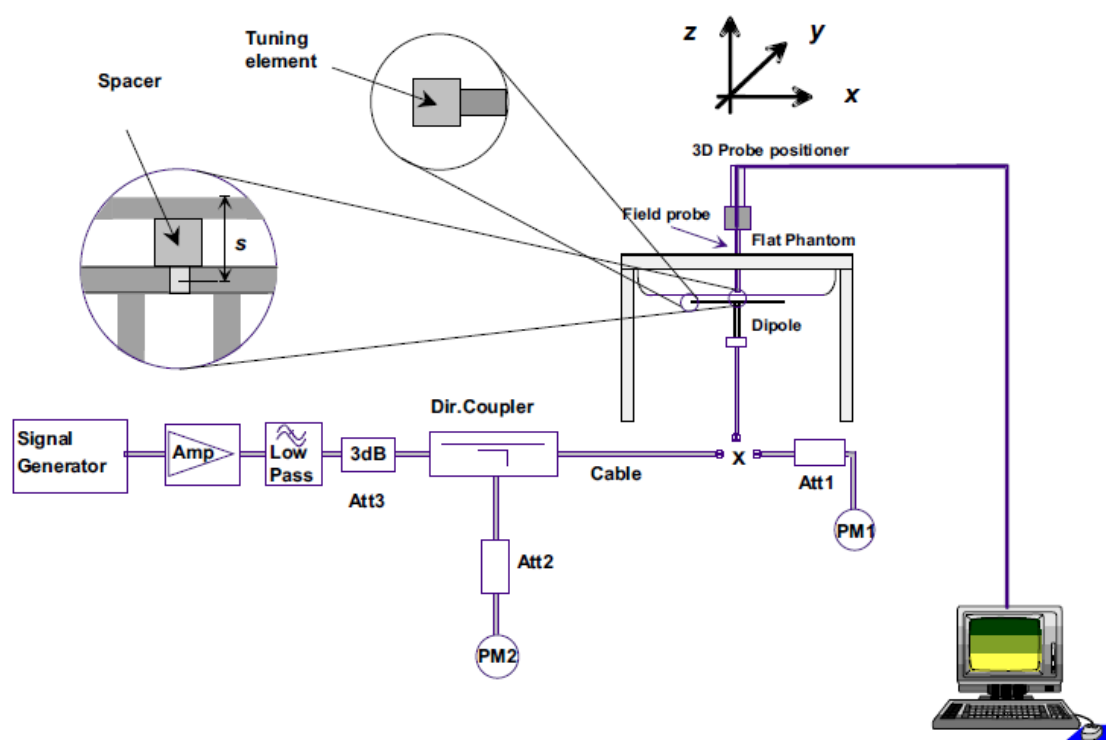 Tuning
element
Spacer
z
y
x
3D Probe positioner
Field probe
Flat Phantom
s
Dipole
Dir.Coupler
Signal
Generator
Amp
Low
Pass
3dB
Att3
Cable
x
Att1
PM1
Att2
PM2